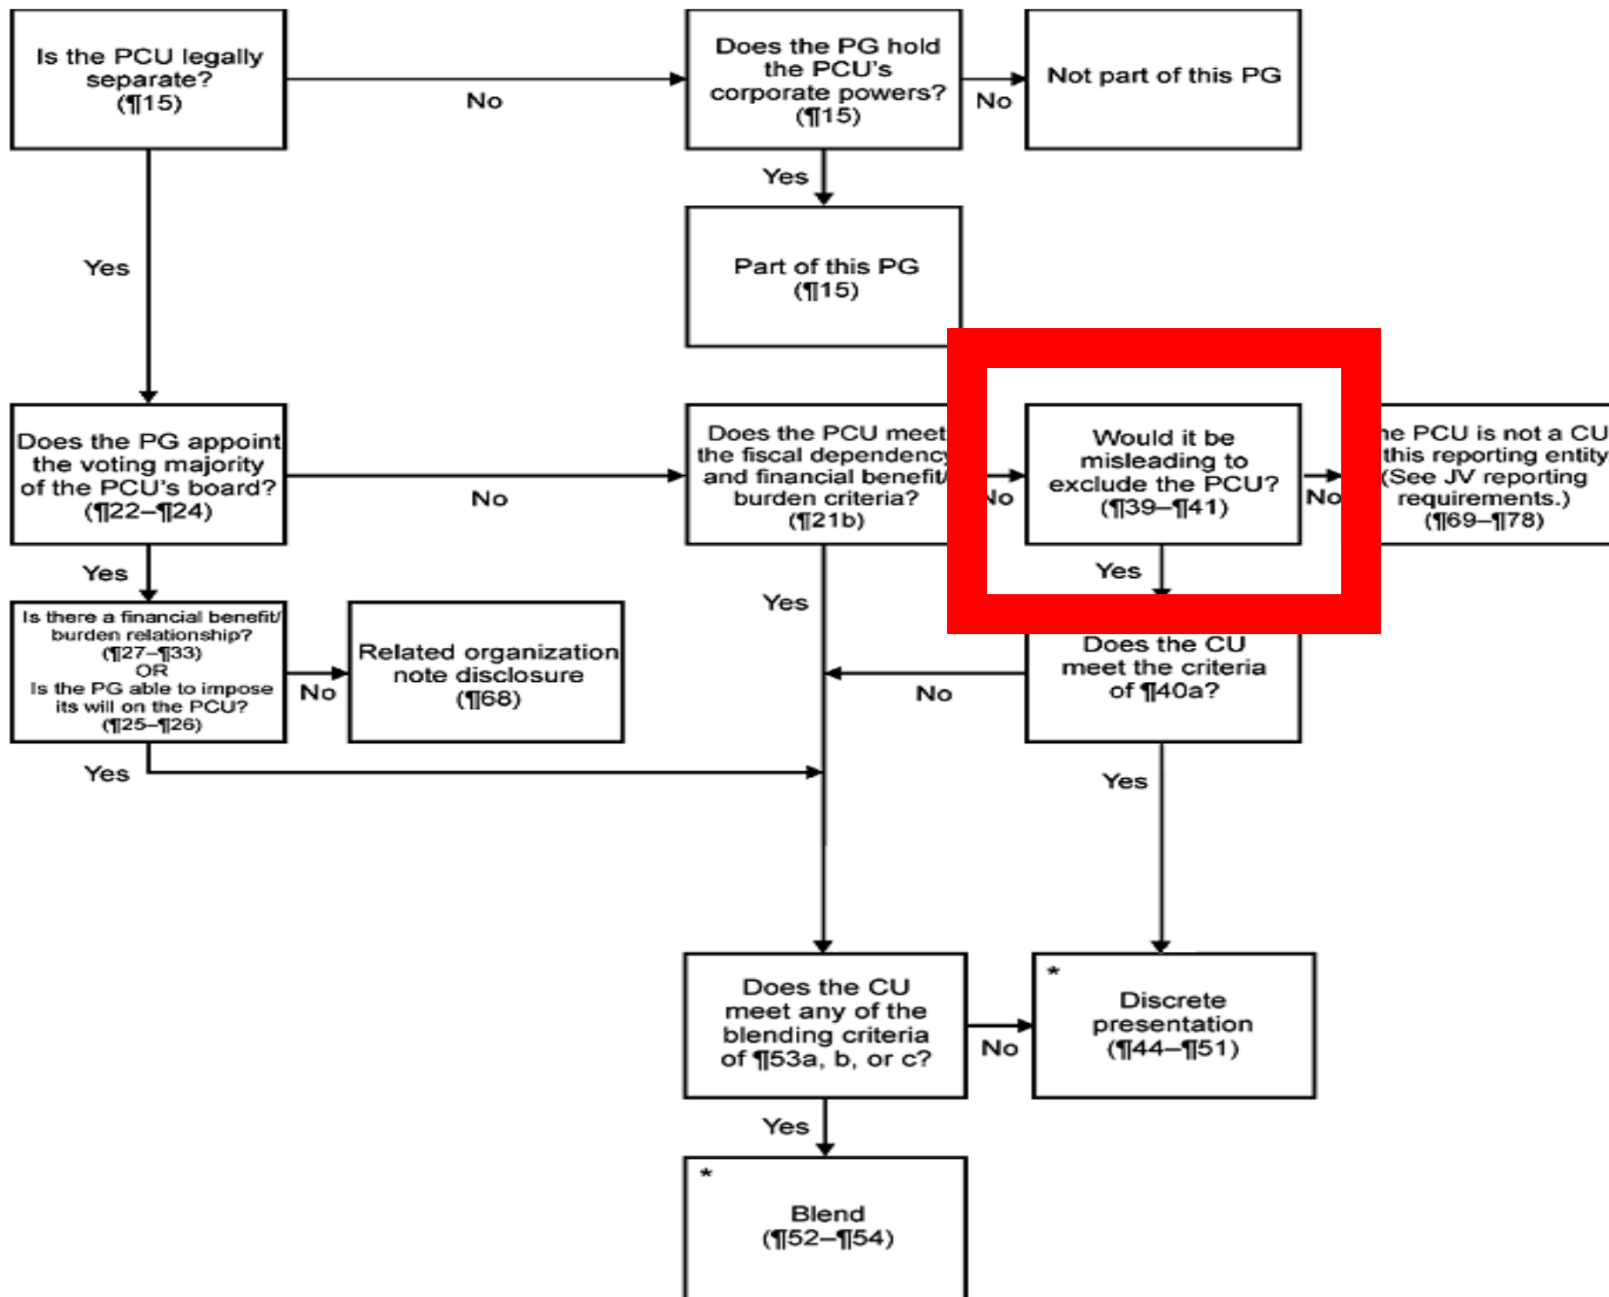 Is the PCU legally
separate?
(¶15)
No
Does the PG hold
the PCU's
corporate powers?
(¶15)
No
Not part of this PG
Yes
Part of this PG
(¶15)
Yes
Does the PG appoint
the voting majority
of the PCU's board?
(¶22–¶24)
No
Does the PCU meet
the fiscal dependency
and financial benefit/
burden criteria?
(¶21b)
No
Would it be
misleading to
exclude the PCU?
(¶39–¶41)
No
PCU is not a CU
this reporting entity
(See JV reporting
requirements.)
(¶69–¶78)
Yes
Yes
Yes
Is there a financial benefit/
burden relationship?
(¶27–¶33)
OR
Is the PG able to impose
its will on the PCU?
(¶25–¶26)
No
Related organization
note disclosure
(¶68)
Does the CU
meet the criteria
of ¶40a?
No
Yes
Yes
Does the CU
meet any of the
blending criteria
of ¶53a, b, or c?
No
*
Discrete
presentation
(¶44–¶51)
Yes
*
Blend
(¶52–¶54)